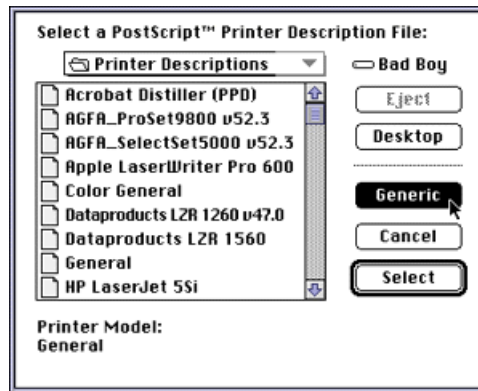 Select a PostScript™ Printer Description File:
Printer Descriptions
Bad Boy
Acrobat Distiller (PPD)
AGFA_ProSet9800 v52.3
AGFA_SelectSet5000 v52.3
Apple LaserWriter Pro 600
Color General
Dataproducts LZR 1260 v47.0
Dataproducts LZR 1560
General
HP LaserJet 5Si
Eject
Desktop
Generic
Cancel
Select
Printer Model:
General